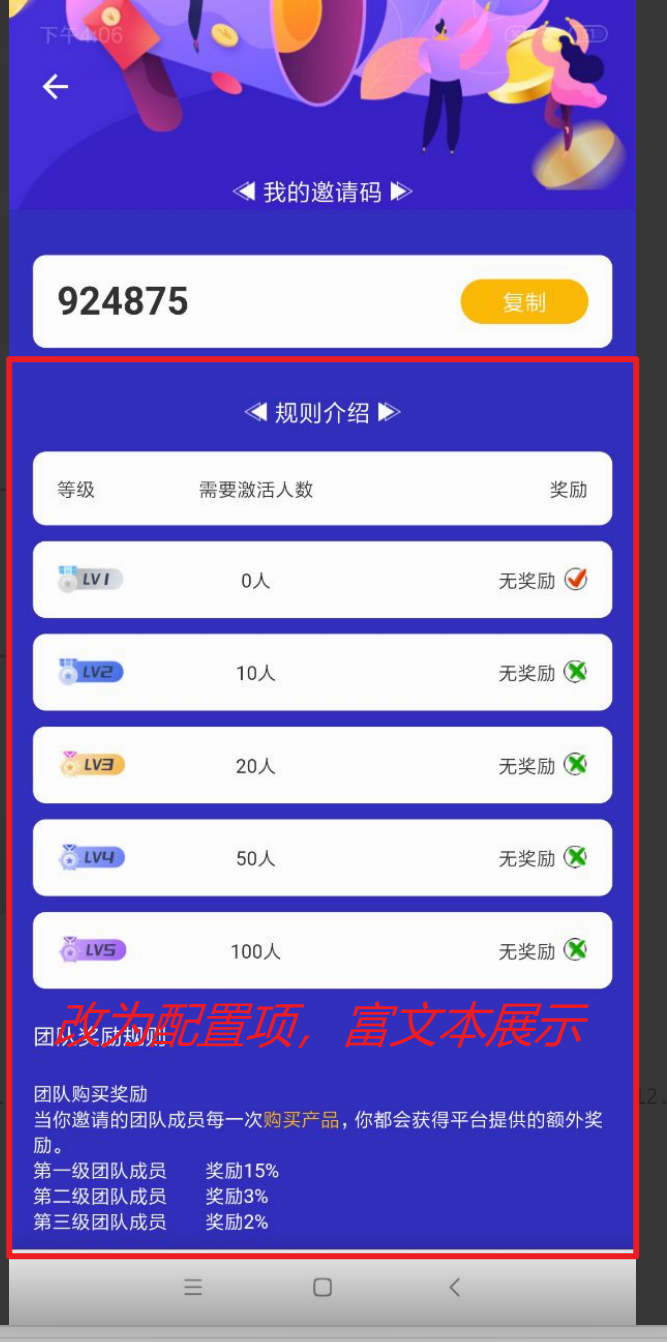 下午4:06
我的邀请码
924875
复制
规则介绍
等级 需要激活人数 奖励
LV1 0人 无奖励
LV2 10人 无奖励
LV3 20人 无奖励
LV4 50人 无奖励
LV5 100人 无奖励
改为配置项，富文本展示
团队奖励规则
团队购买奖励
当你邀请的团队成员每一次购买产品，你都会获得平台提供的额外奖
励。
第一级团队成员 奖励15%
第二级团队成员 奖励3%
第三级团队成员 奖励2%